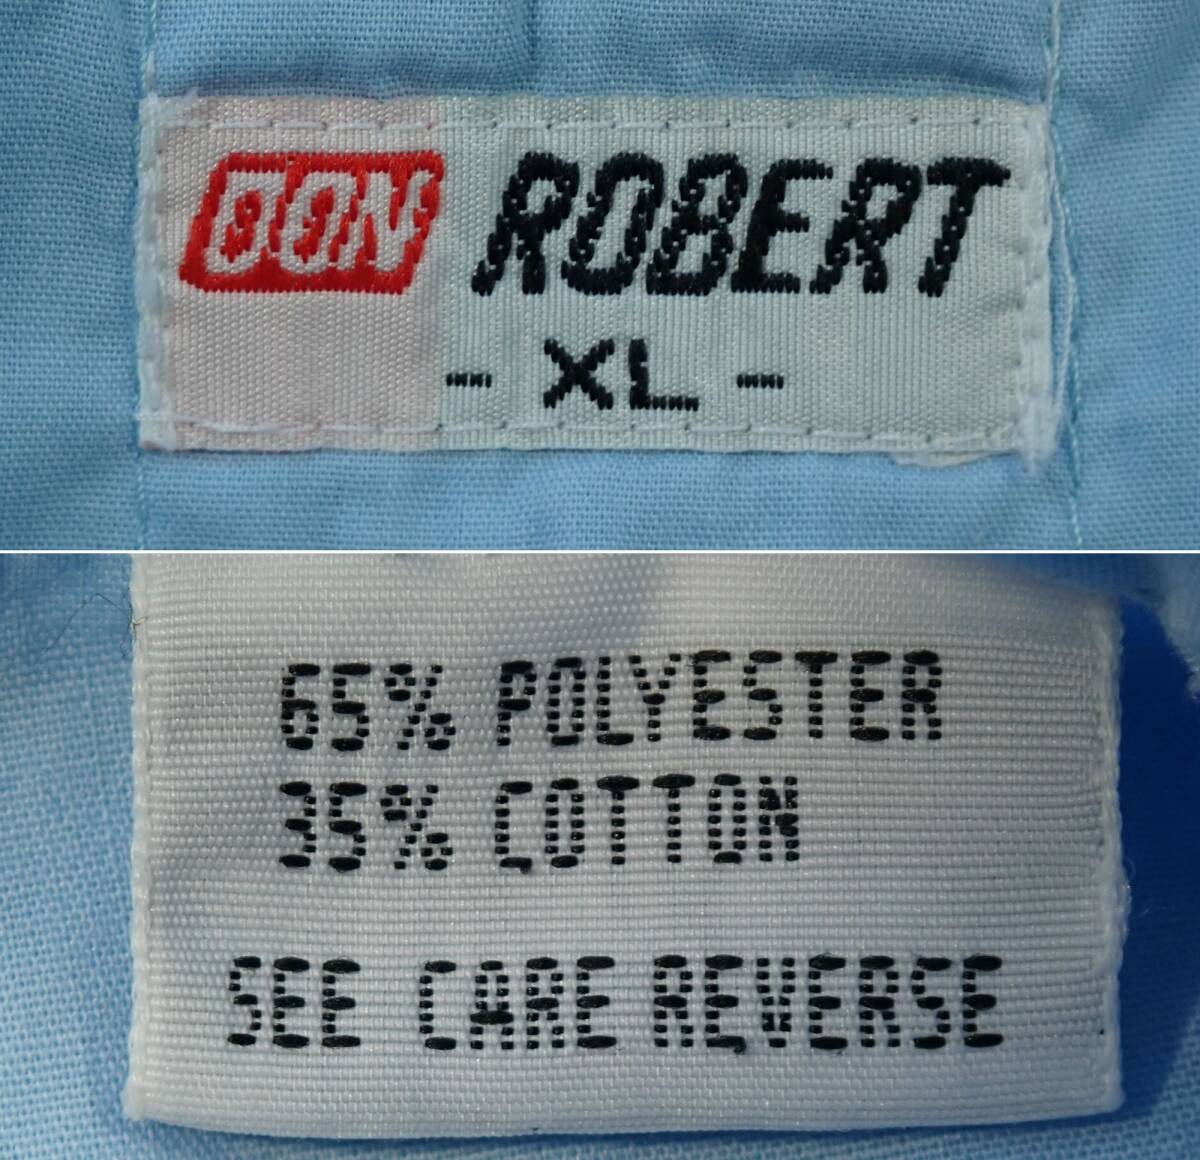 DON ROBERT
- XL -
65% POLYESTER
35% COTTON
SEE CARE REVERSE